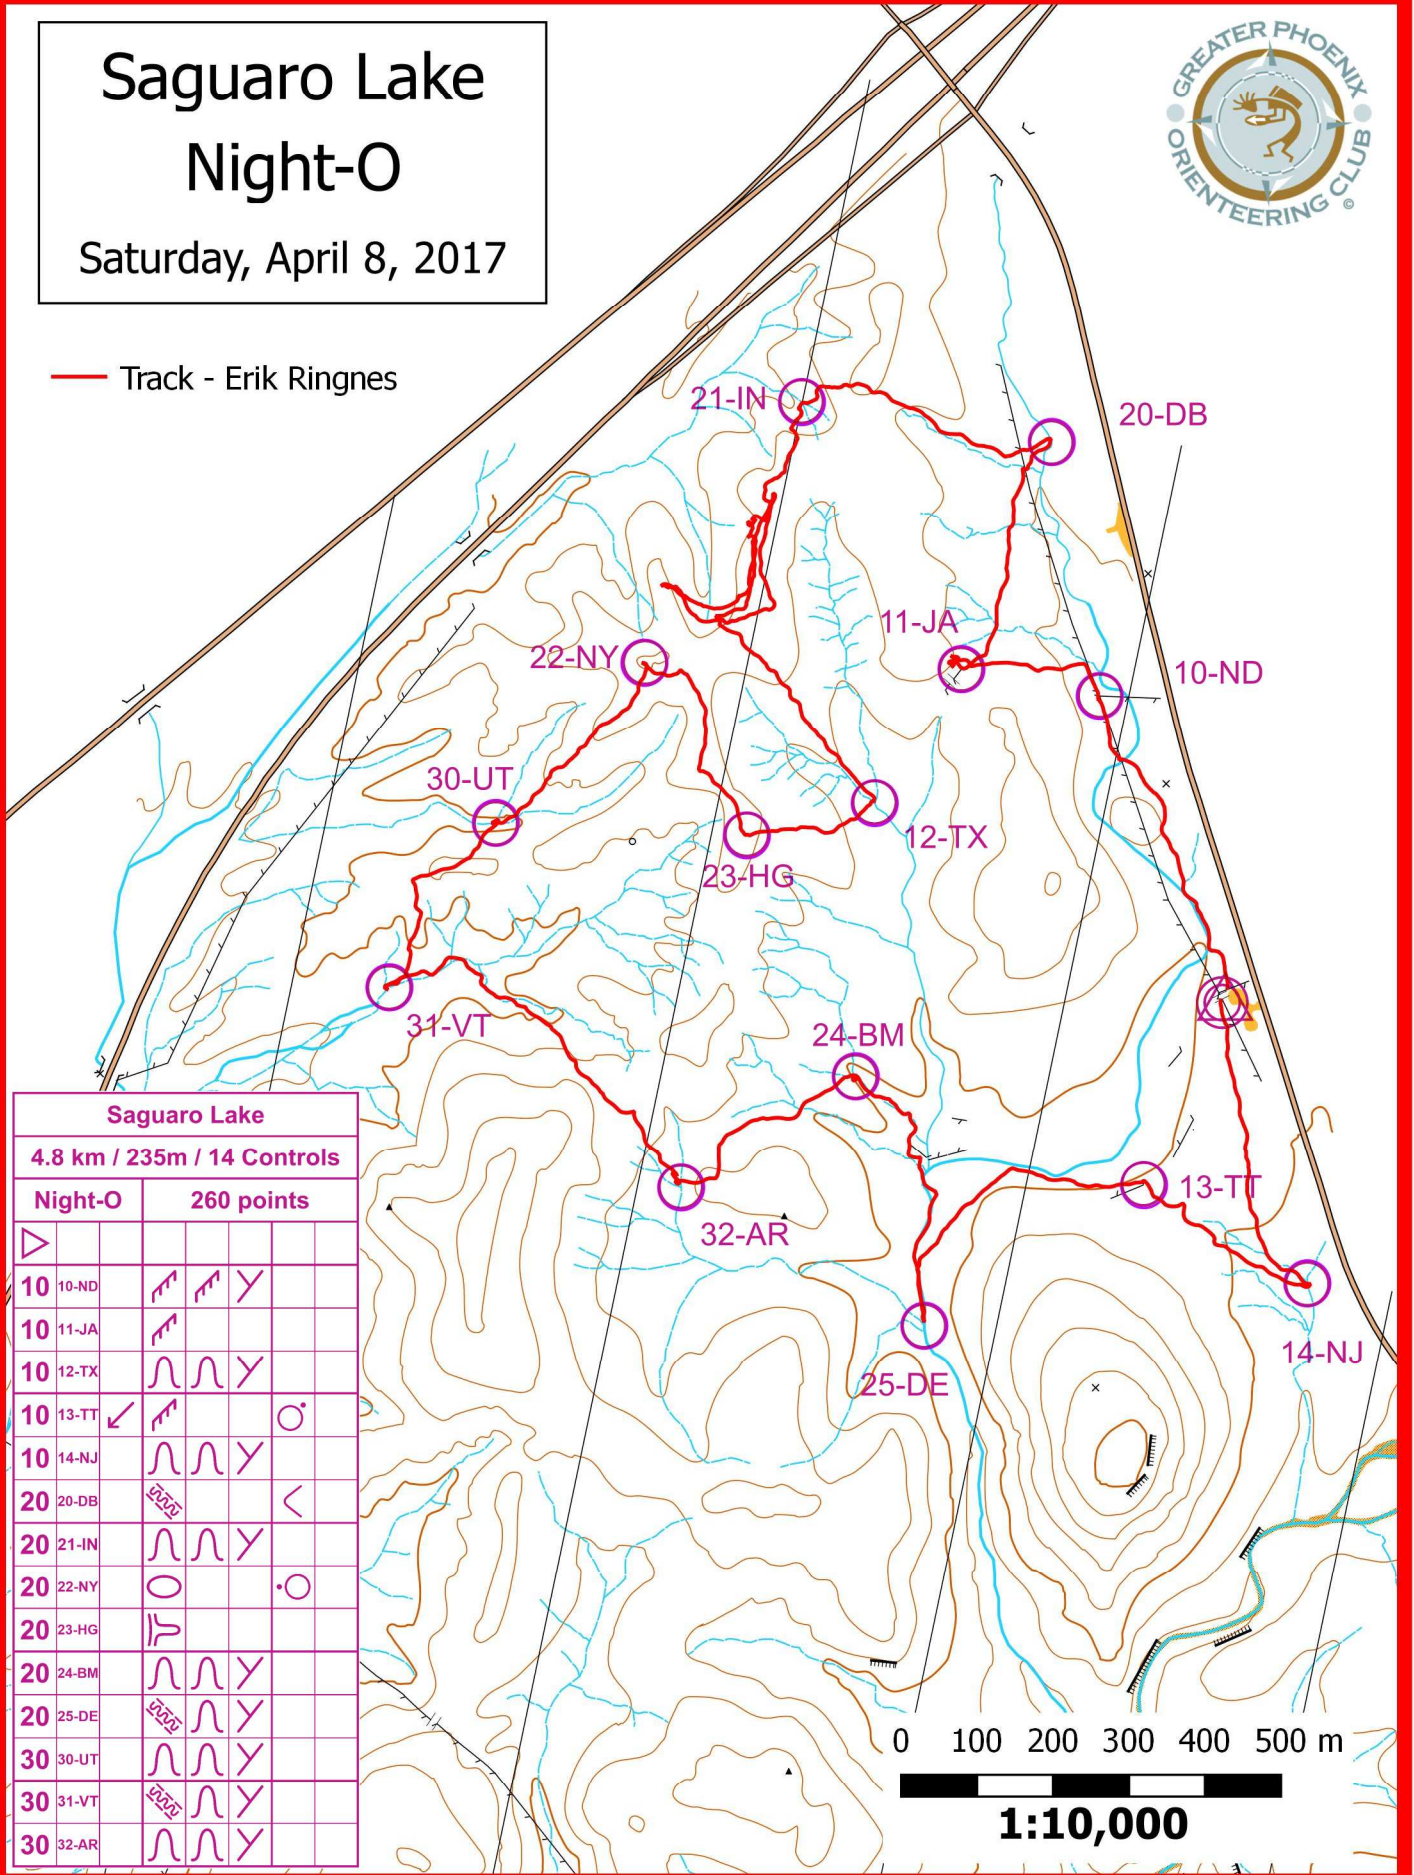 Saguaro Lake
Night-O
Saturday, April 8, 2017
GREATER PHOENIX
ORIENTEERING CLUB ©
Track - Erik Ringnes
21-IN
20-DB
11-JA
22-NY
10-ND
30-UT
12-TX
23-HG
31-VT
24-BM
13-TT
32-AR
14-NJ
25-DE
Saguaro Lake
4.8 km / 235m / 14 Controls
Night-O 260 points
10 10-ND
10 11-JA
10 12-TX
10 13-TT
10 14-NJ
20 20-DB
20 21-IN
20 22-NY
20 23-HG
20 24-BM
20 25-DE
30 30-UT
30 31-VT
30 32-AR
0 100 200 300 400 500 m
1:10,000